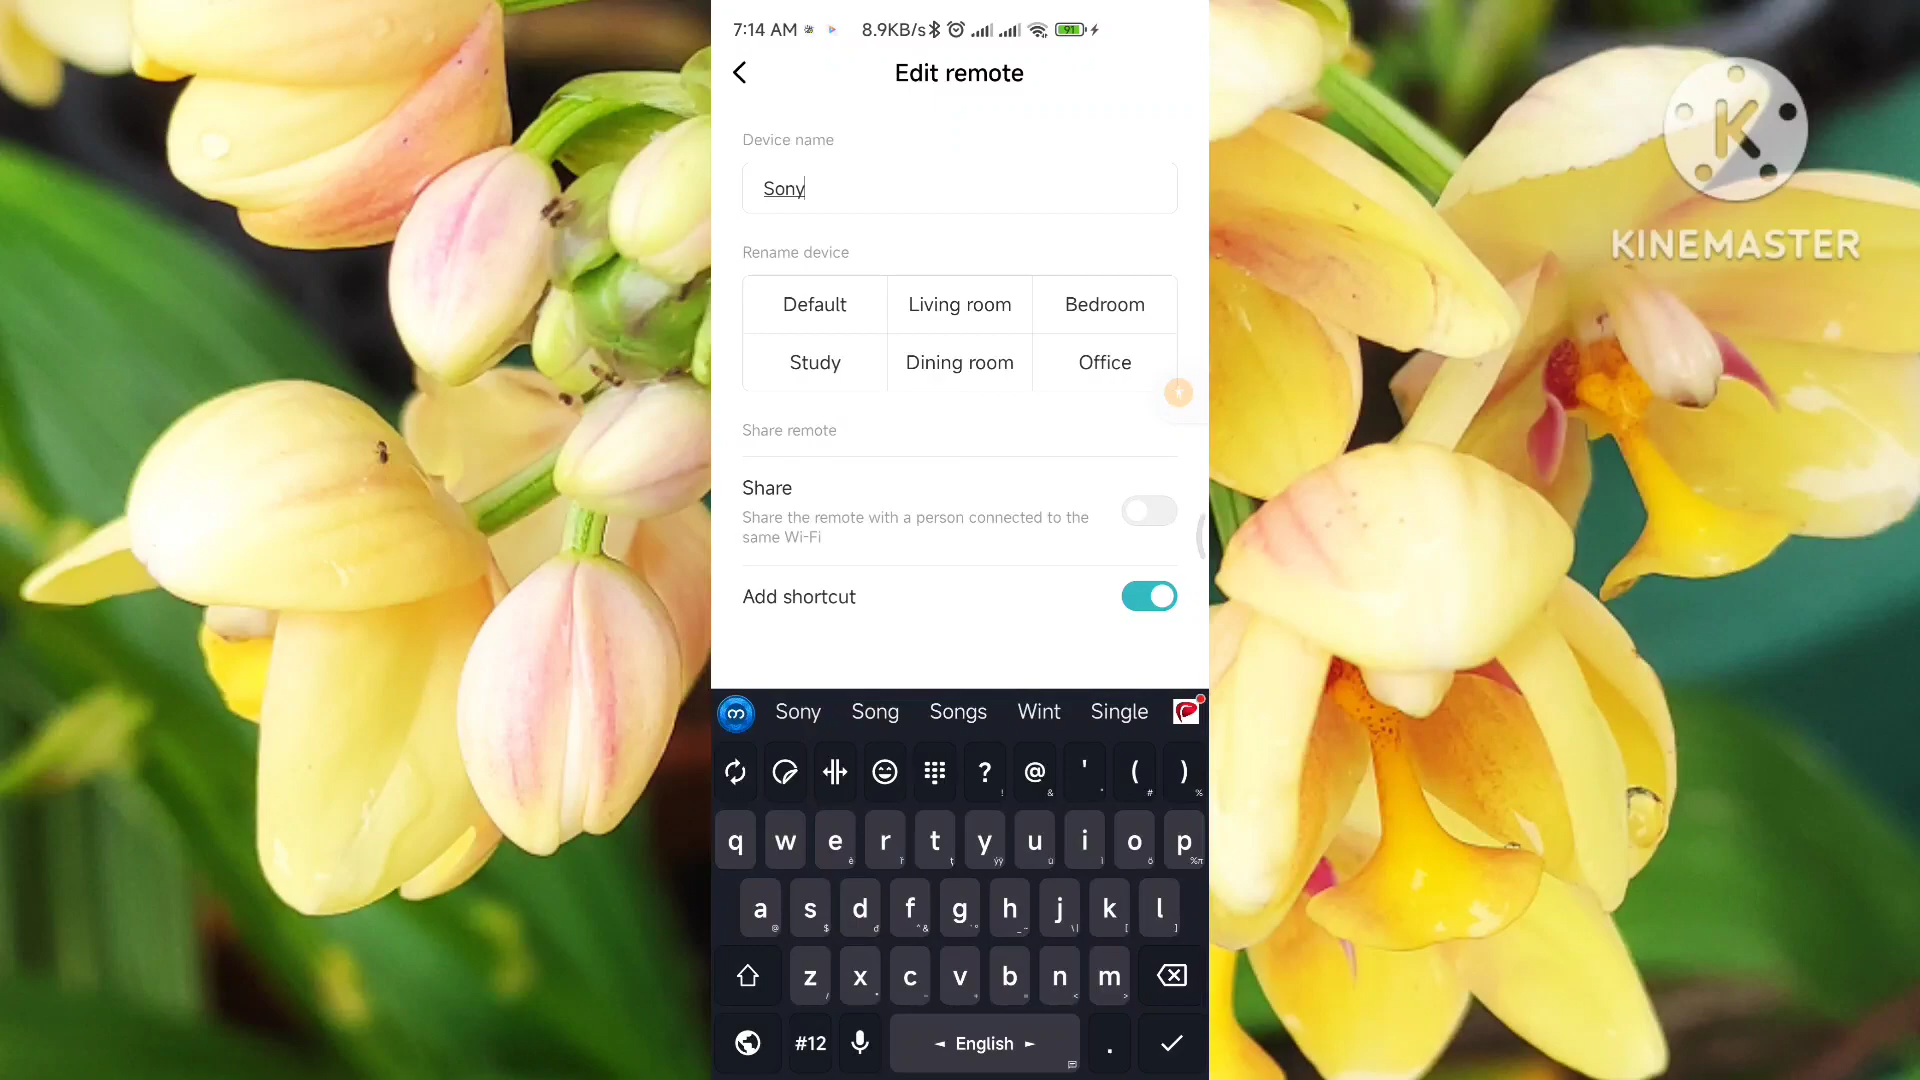 7:14 AM 8.9KB/s 91
Edit remote
Device name
Sony
Rename device
Default Living room Bedroom
Study Dining room Office
Share remote
Share
Share the remote with a person connected to the
same Wi-Fi
Add shortcut
Sony Song Songs Wint Single
? ! @ & ' ( # ) %
q w e r t y u i o p
a s d f g h j k l
z x c v b n m
#12 English .
K
KINEMASTER